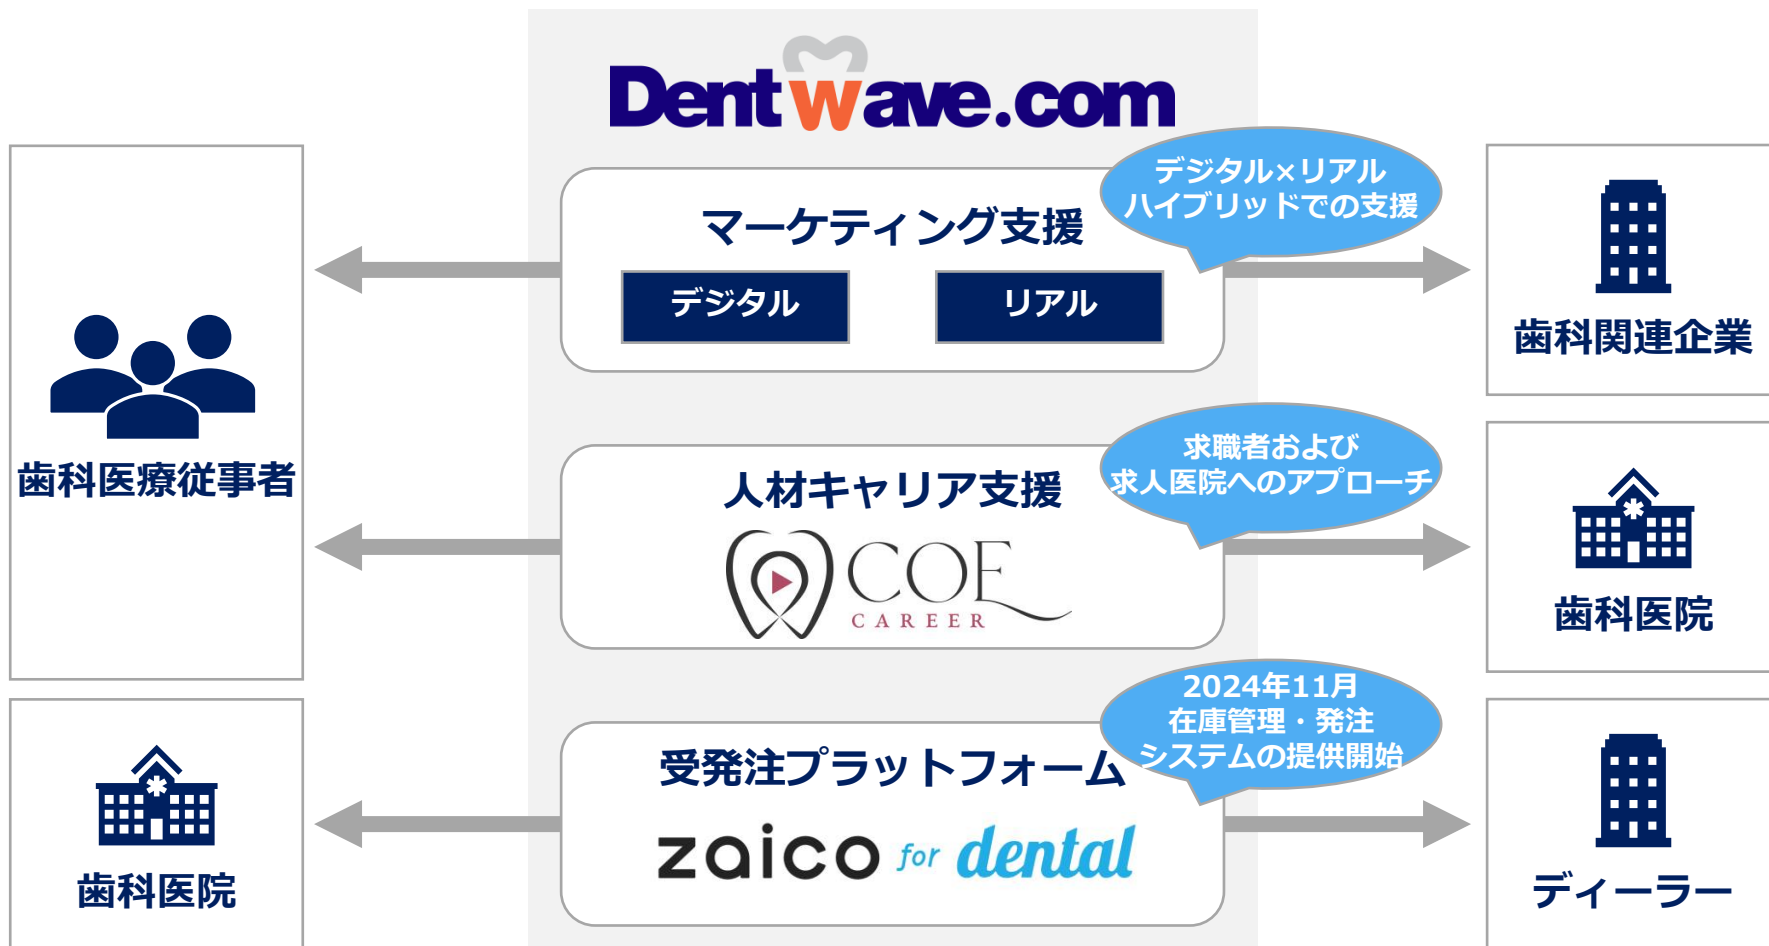 Dentwave.com
デジタル×リアル
ハイブリッドでの支援
マーケティング支援
デジタル
リアル
歯科関連企業
歯科医療従事者
求職者および
求人医院へのアプローチ
人材キャリア支援
COE
CAREER
歯科医院
2024年11月
在庫管理・発注
システムの提供開始
受発注プラットフォーム
zaico for dental
歯科医院
ディーラー